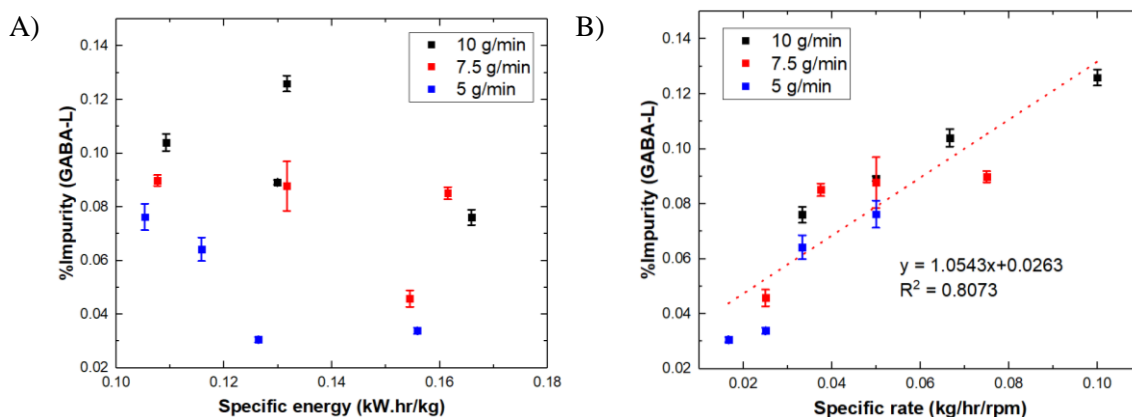 A)
%Impurity (GABA-L)
0.14
0.12
0.10
0.08
0.06
0.04
0.02
10 g/min
7.5 g/min
5 g/min
0.10
0.12
0.14
0.16
0.18
Specific energy (kW.hr/kg)
B)
%Impurity (GABA-L)
0.14
0.12
0.10
0.08
0.06
0.04
0.02
10 g/min
7.5 g/min
5 g/min
y = 1.0543x+0.0263
R² = 0.8073
0.02
0.04
0.06
0.08
0.10
Specific rate (kg/hr/rpm)